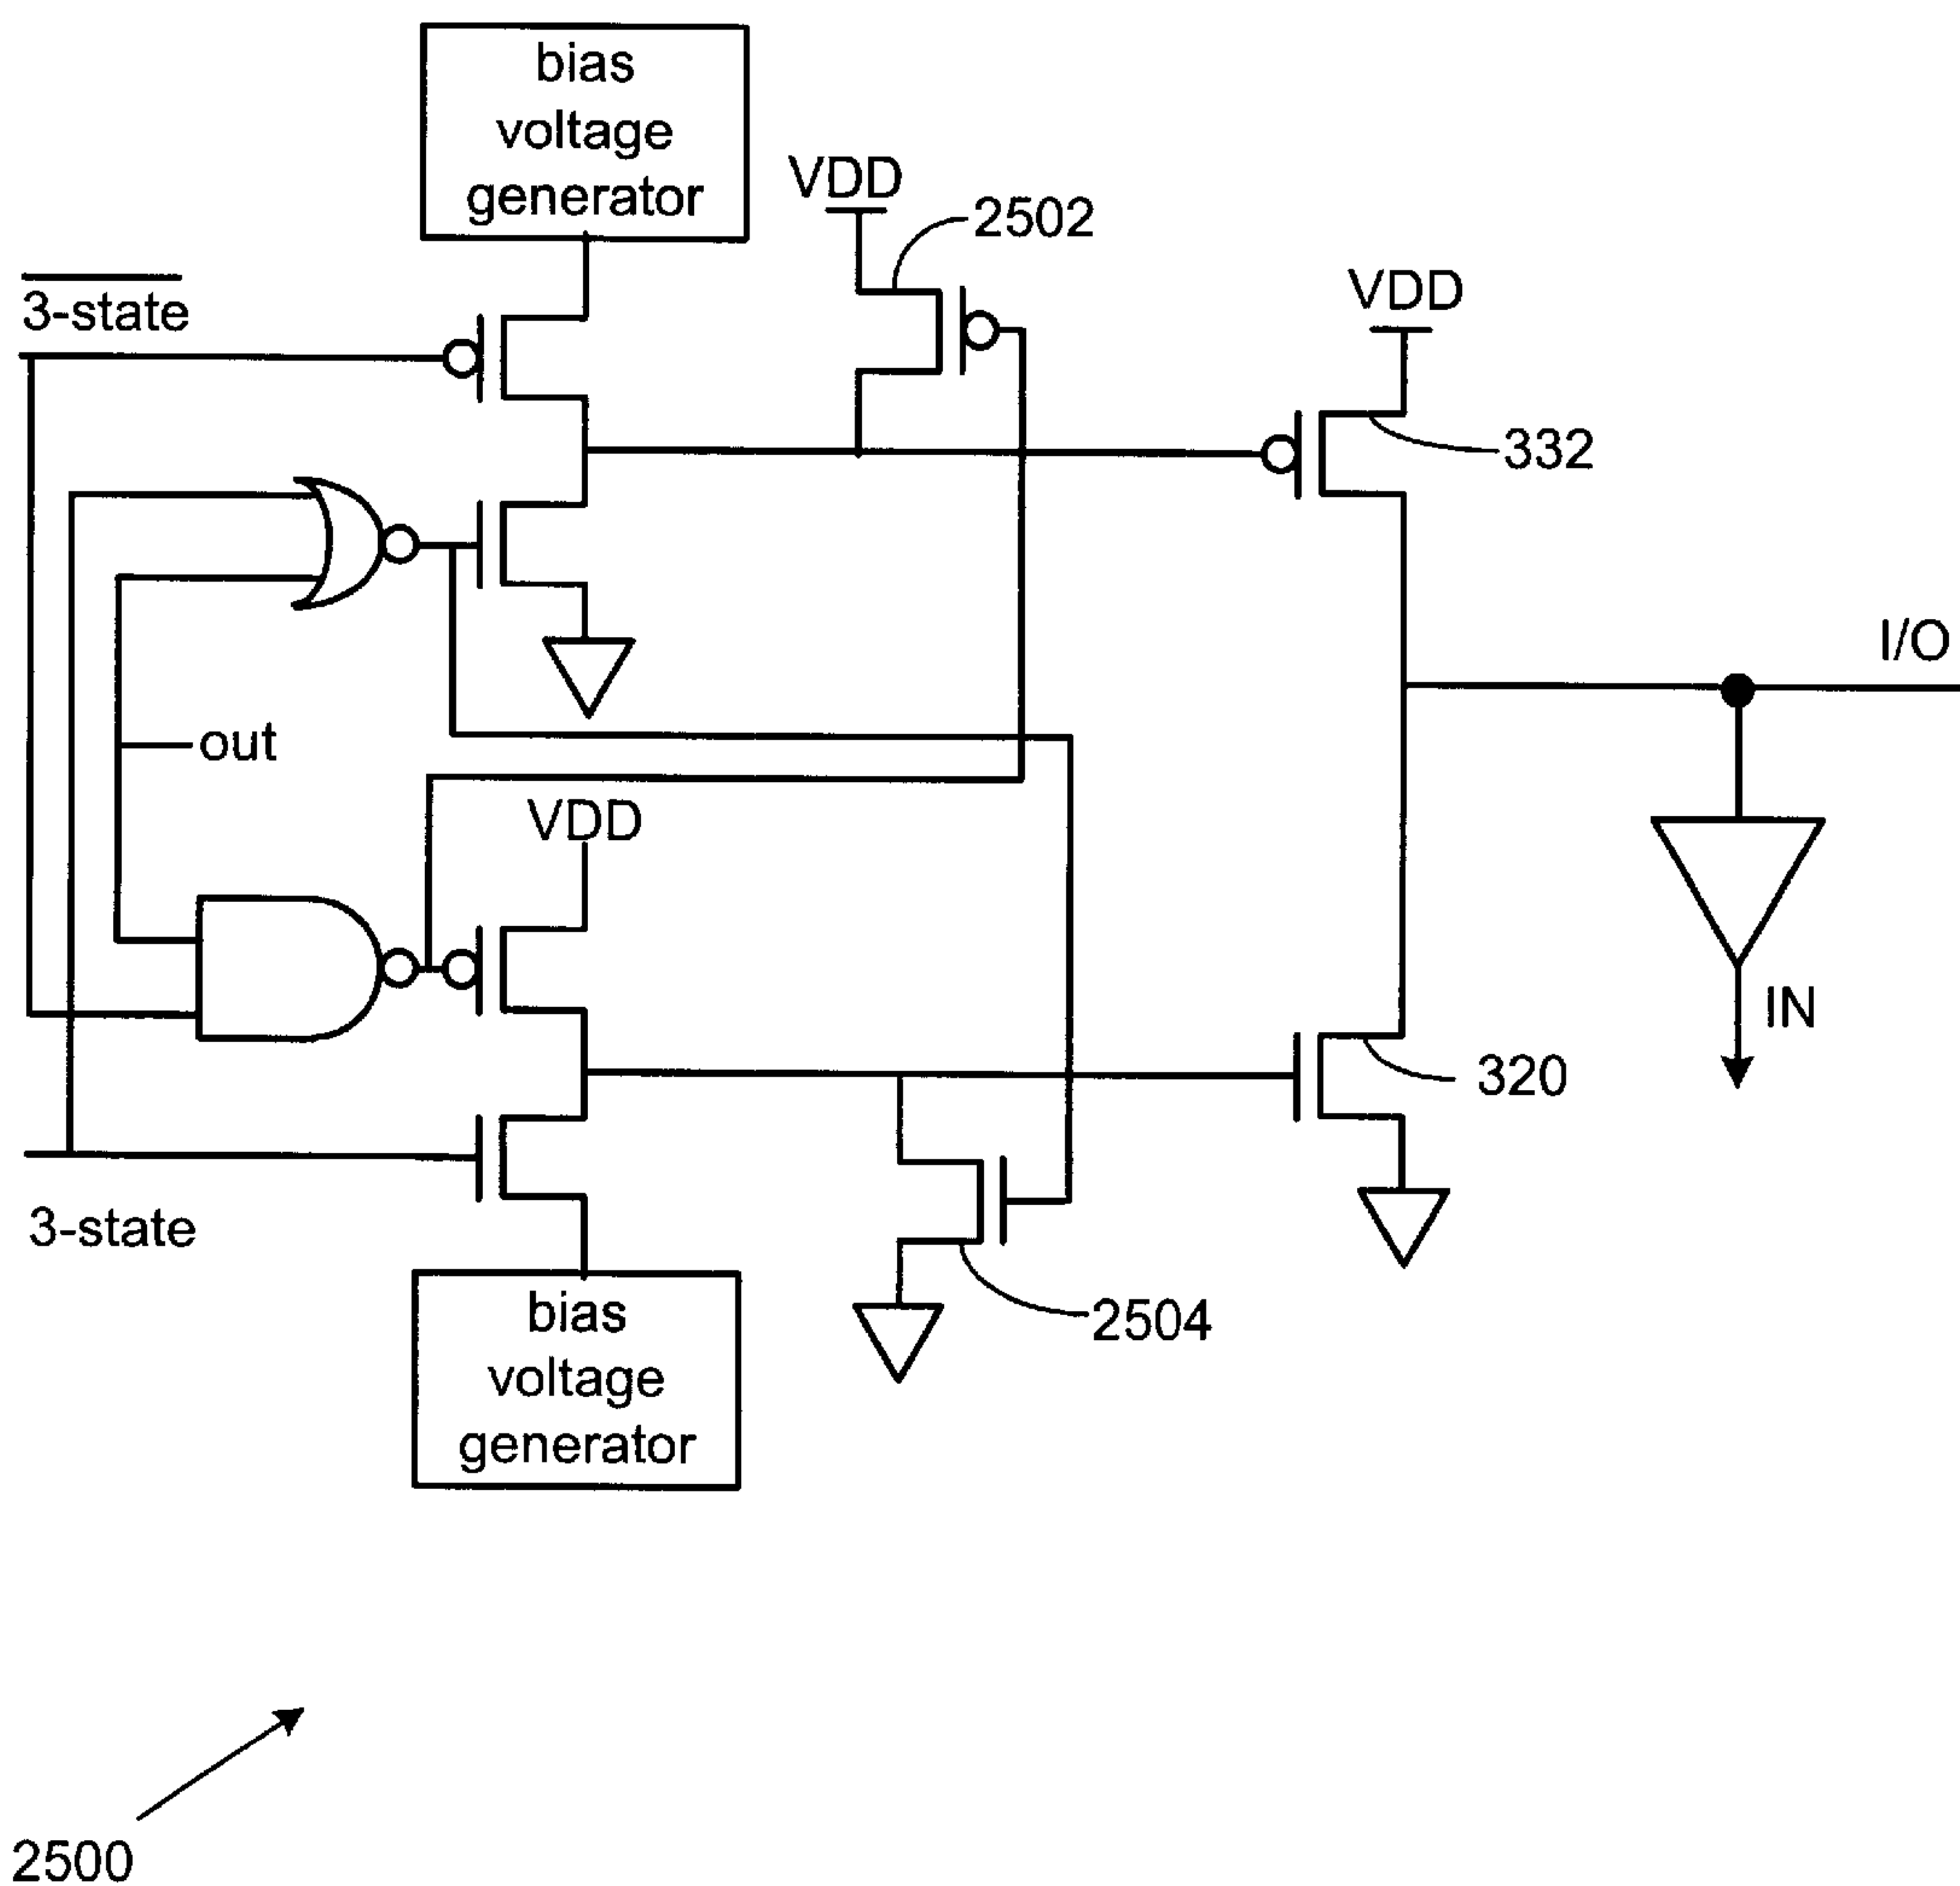 bias
voltage
generator
VDD
2502
3-state
VDD
332
I/O
out
VDD
IN
320
3-state
bias
voltage
generator
2504
2500